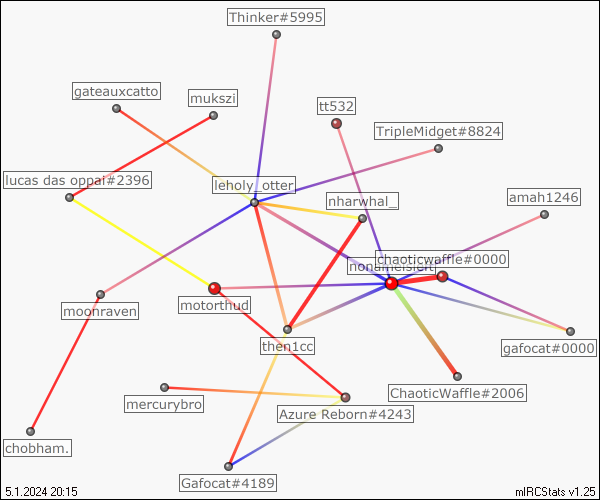 Thinker#5995
gateauxcatto
mukszi
tt532
TripleMidget#8824
lucas das oppai#2396
leholy_otter
nharwhal_
amah1246
chaoticwaffle#0000
moonraven
motorthud
then1cc
gafocat#0000
mercurybro
ChaoticWaffle#2006
Azure Reborn#4243
chobham.
Gafocat#4189
5.1.2024 20:15
mIRCStats v1.25